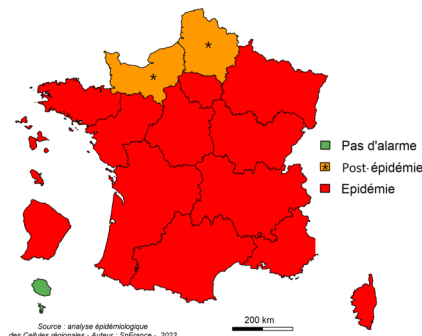 Pas d'alarme
* Post-épidémie
Epidémie
* 
*
200 km
Source : analyse épidémiologique
des Cellules régionales - Auteur : SpFrance - 2023